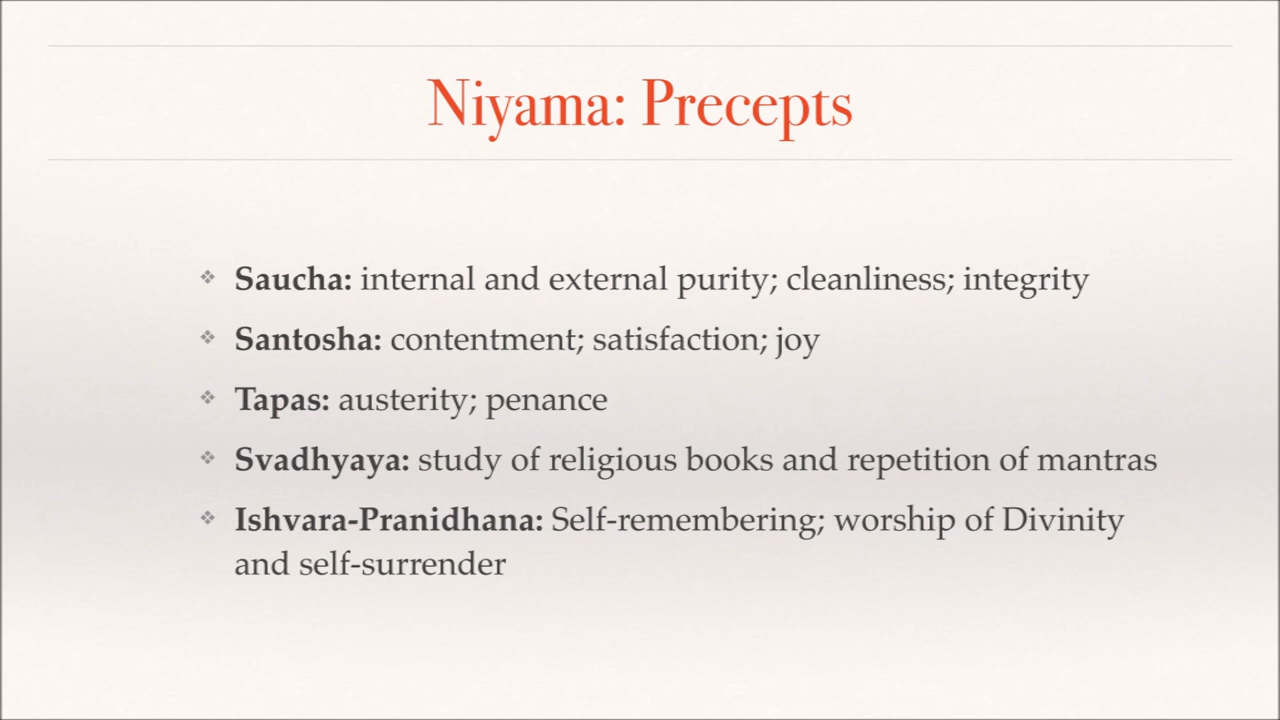 Niyama: Precepts
❖ Saucha: internal and external purity; cleanliness; integrity
❖ Santosha: contentment; satisfaction; joy
❖ Tapas: austerity; penance
❖ Svadhyaya: study of religious books and repetition of mantras
❖ Ishvara-Pranidhana: Self-remembering; worship of Divinity
and self-surrender